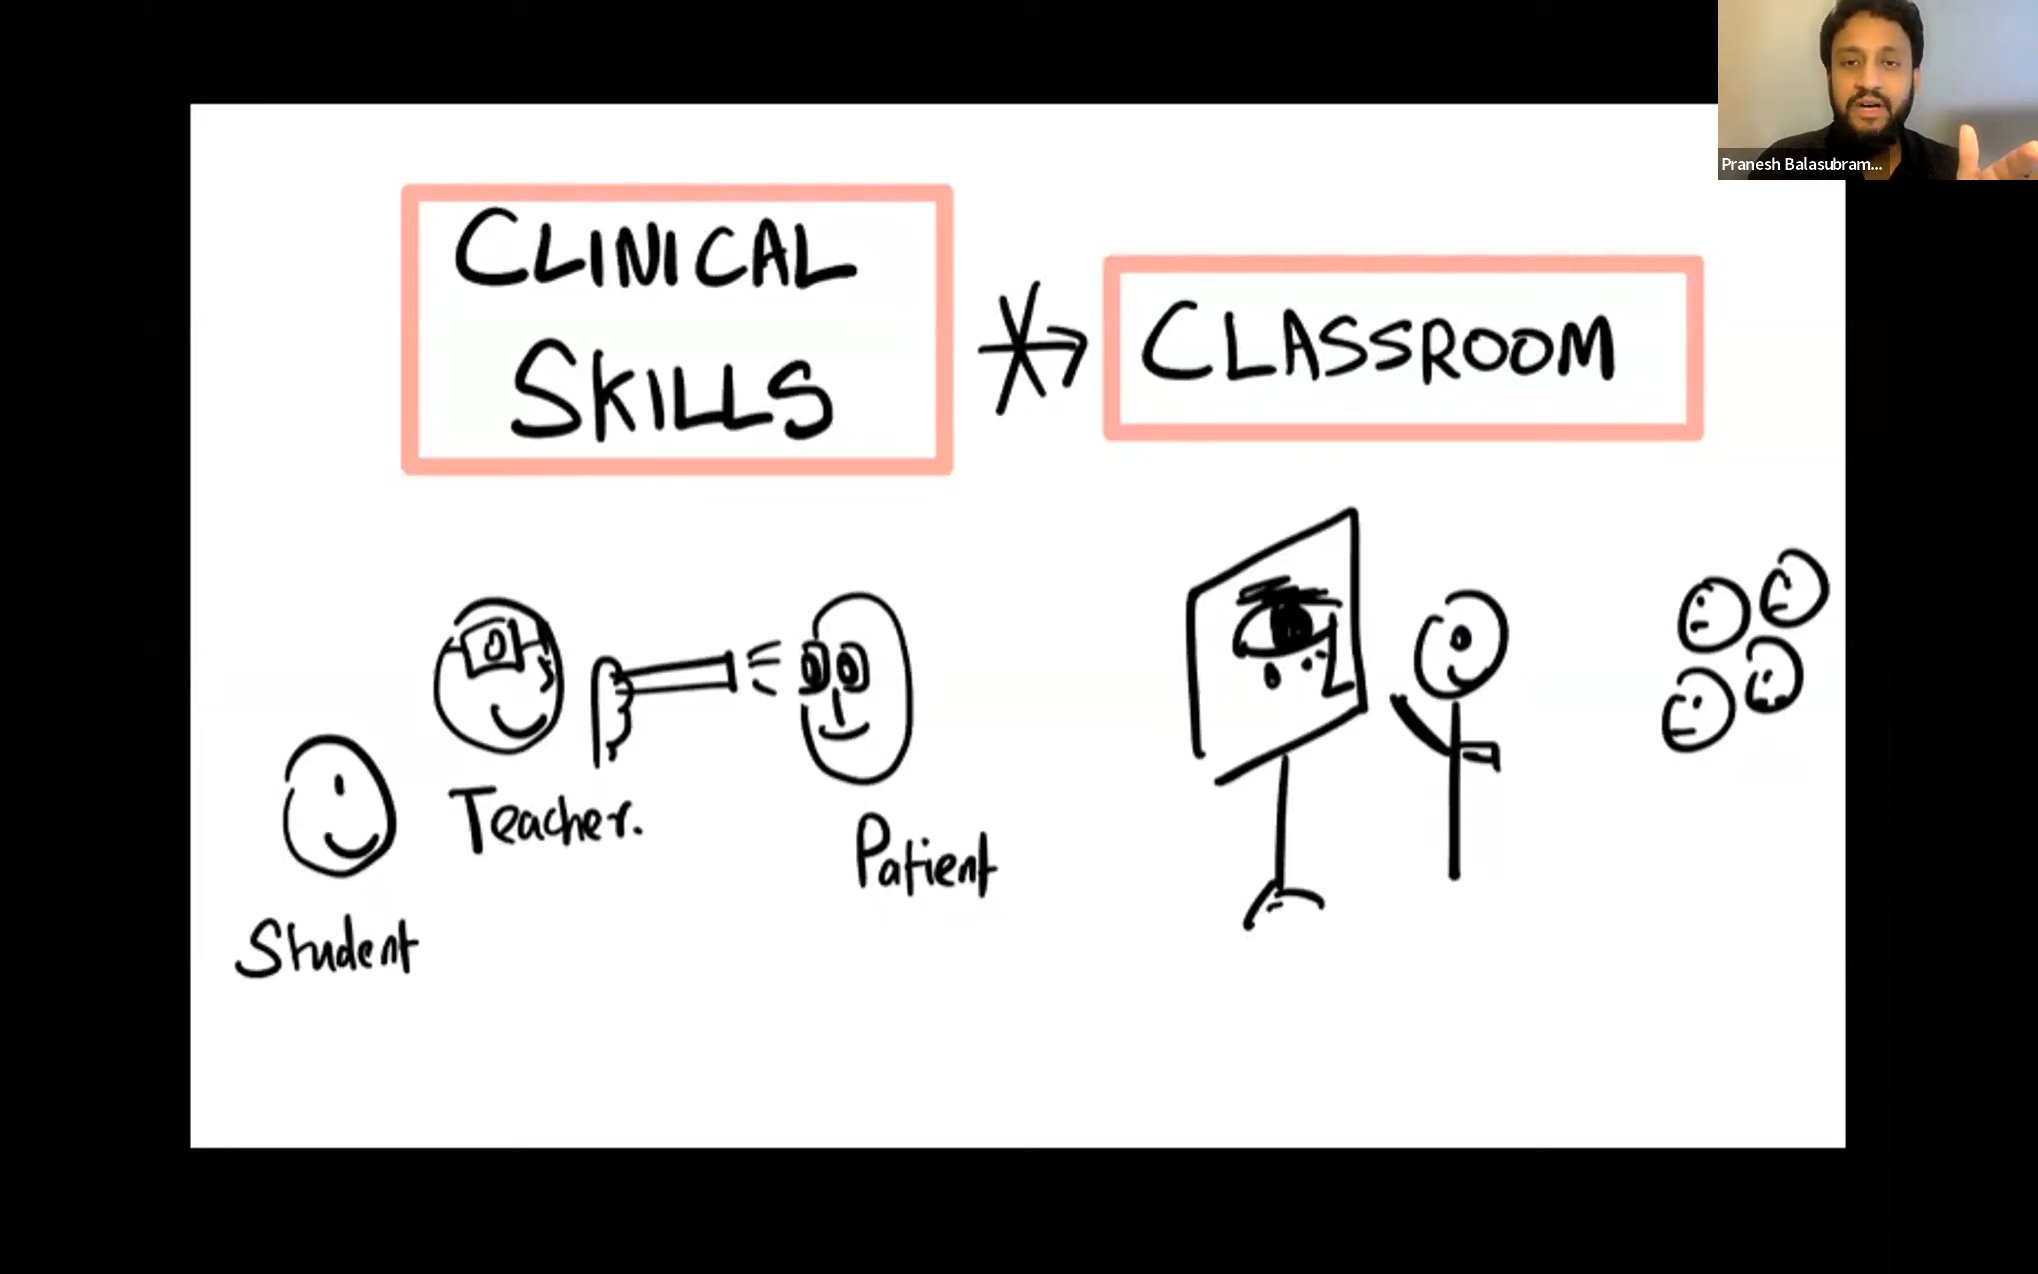 Pranesh Balasubram...
CLINICAL
SKILLS
CLASSROOM
Teacher.
Patient
Student